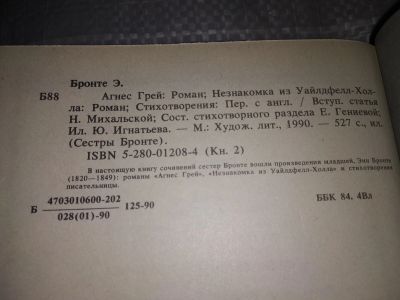 Бронте Э.
Б88 Агнес Грей: Роман; Незнакомка из Уайлдфелл-Хол-
ла: Роман; Стихотворения: Пер. с англ. / Вступ. статья
Н. Михальской; Сост. стихотворного раздела Е. Гениевой;
Ил. Ю. Игнатьева. — М.: Худож. лит., 1990. — 527 с., ил.
(Сестры Бронте).
ISBN 5-280-01208-4 (Кн. 2)
В настоящую книгу сочинений сестер Бронте вошли произведения младшей, Энн Бронте
(1820—1849): романы «Агнес Грей», «Незнакомка из Уайлдфелл-Холла» и стихотворения
писательницы.
Б 4703010600-202 125-90
028(01)-90
ББК 84, 4Вл